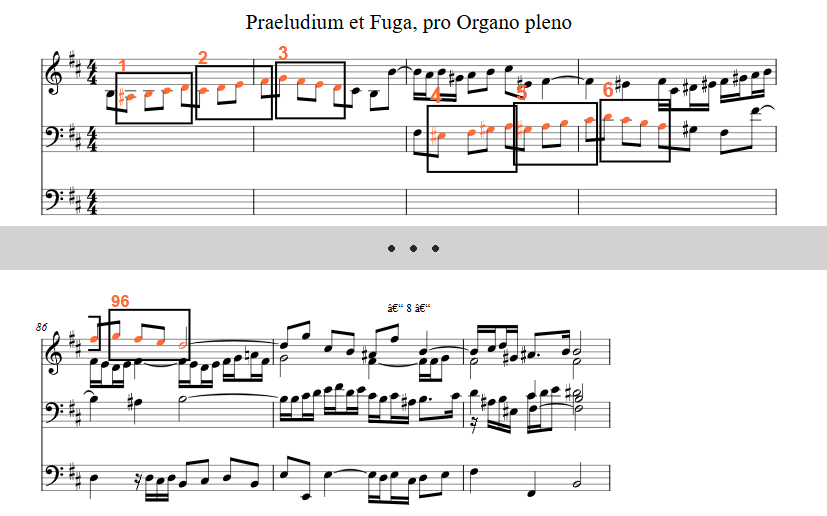 Praeludium et Fuga, pro Organo pleno
1 2 3
4 5 6
96
â€“ 8 â€“
86